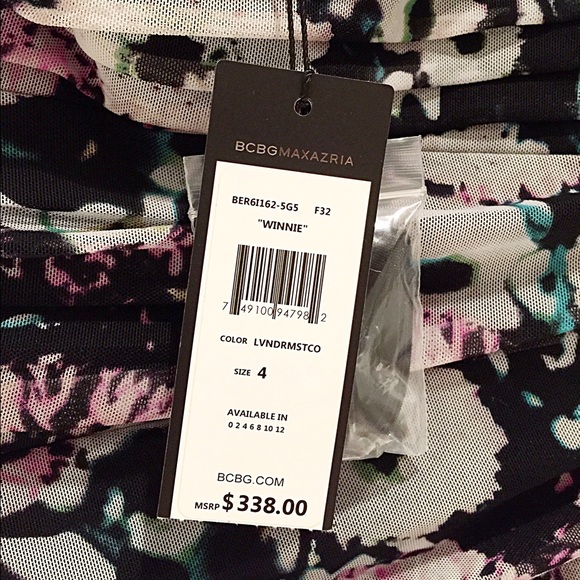 BCBGMAXAZRIA
BER6I162-5G5 F32
"WINNIE"
7 49100 94798 2
COLOR LVNDRMSTCO
SIZE 4
AVAILABLE IN
0 2 4 6 8 10 12
BCBG.COM
MSRP $338.00